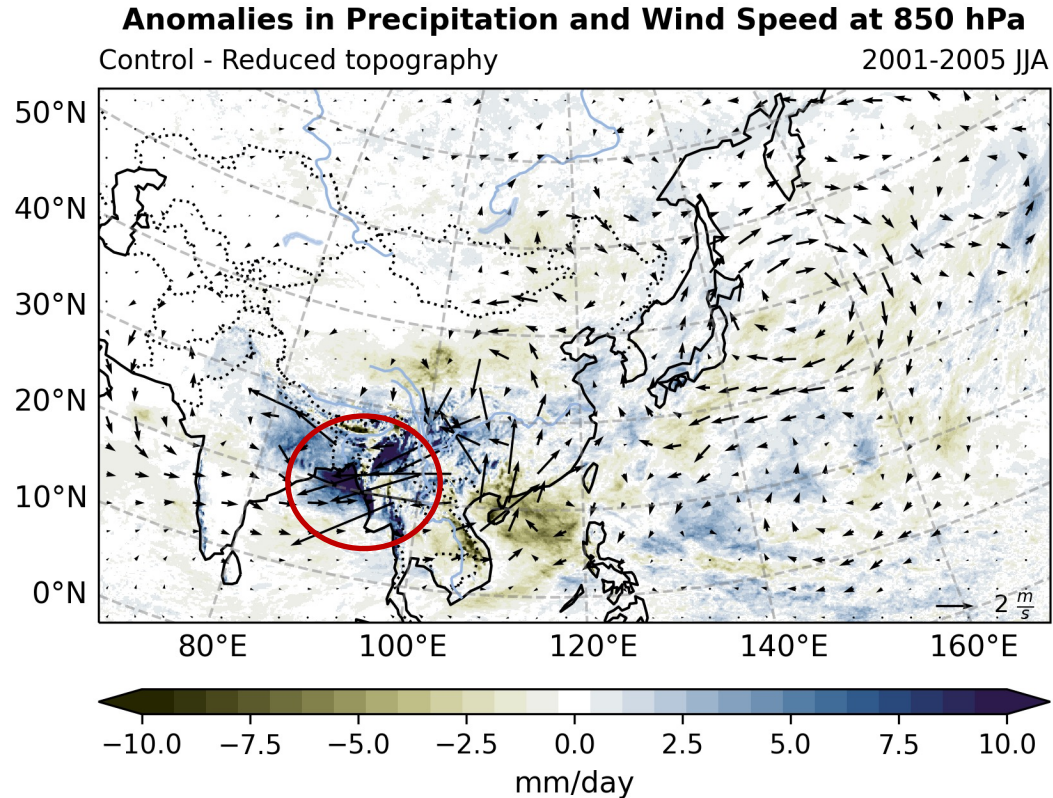 Anomalies in Precipitation and Wind Speed at 850 hPa
Control - Reduced topography 2001-2005 JJA
50°N
40°N
30°N
20°N
10°N
0°N
2 m/s
80°E 100°E 120°E 140°E 160°E
−10.0 −7.5 −5.0 −2.5 0.0 2.5 5.0 7.5 10.0
mm/day